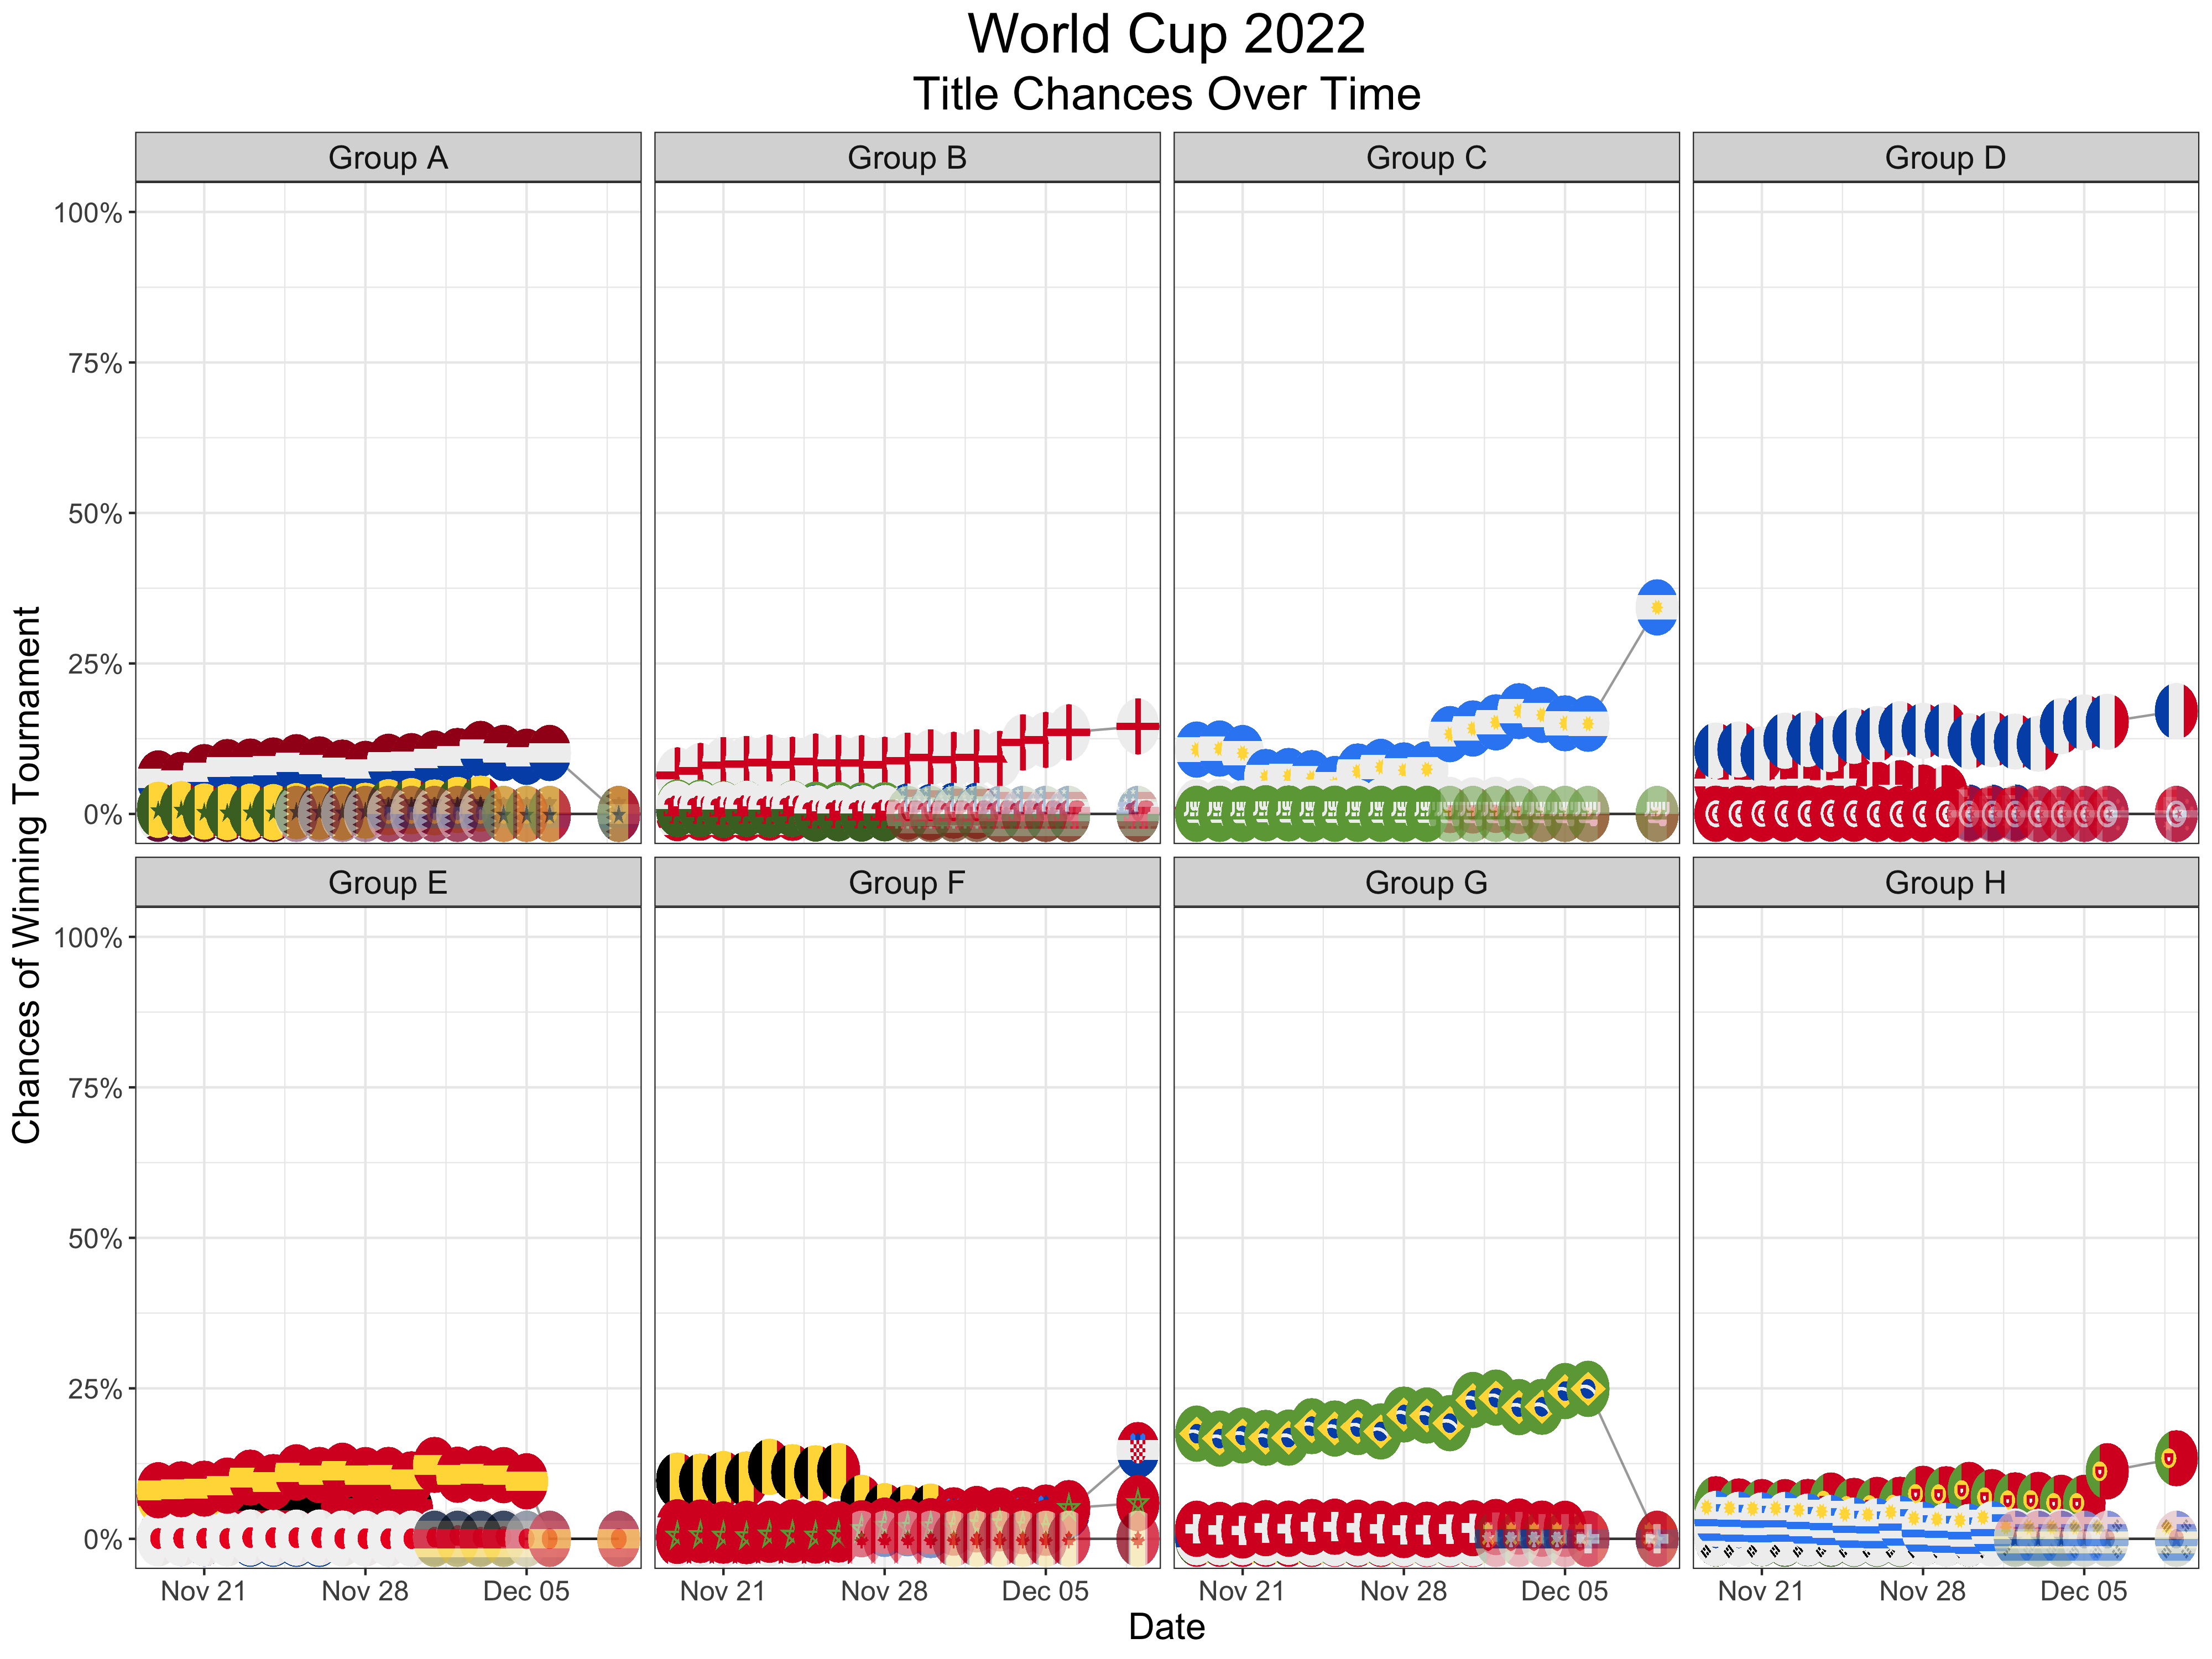 World Cup 2022
Title Chances Over Time
Group A
Group B
Group C
Group D
100%
75%
50%
25%
0%
Group E
Group F
Group G
Group H
100%
75%
50%
25%
0%
Nov 21
Nov 28
Dec 05
Nov 21
Nov 28
Dec 05
Nov 21
Nov 28
Dec 05
Nov 21
Nov 28
Dec 05
Date
Chances of Winning Tournament